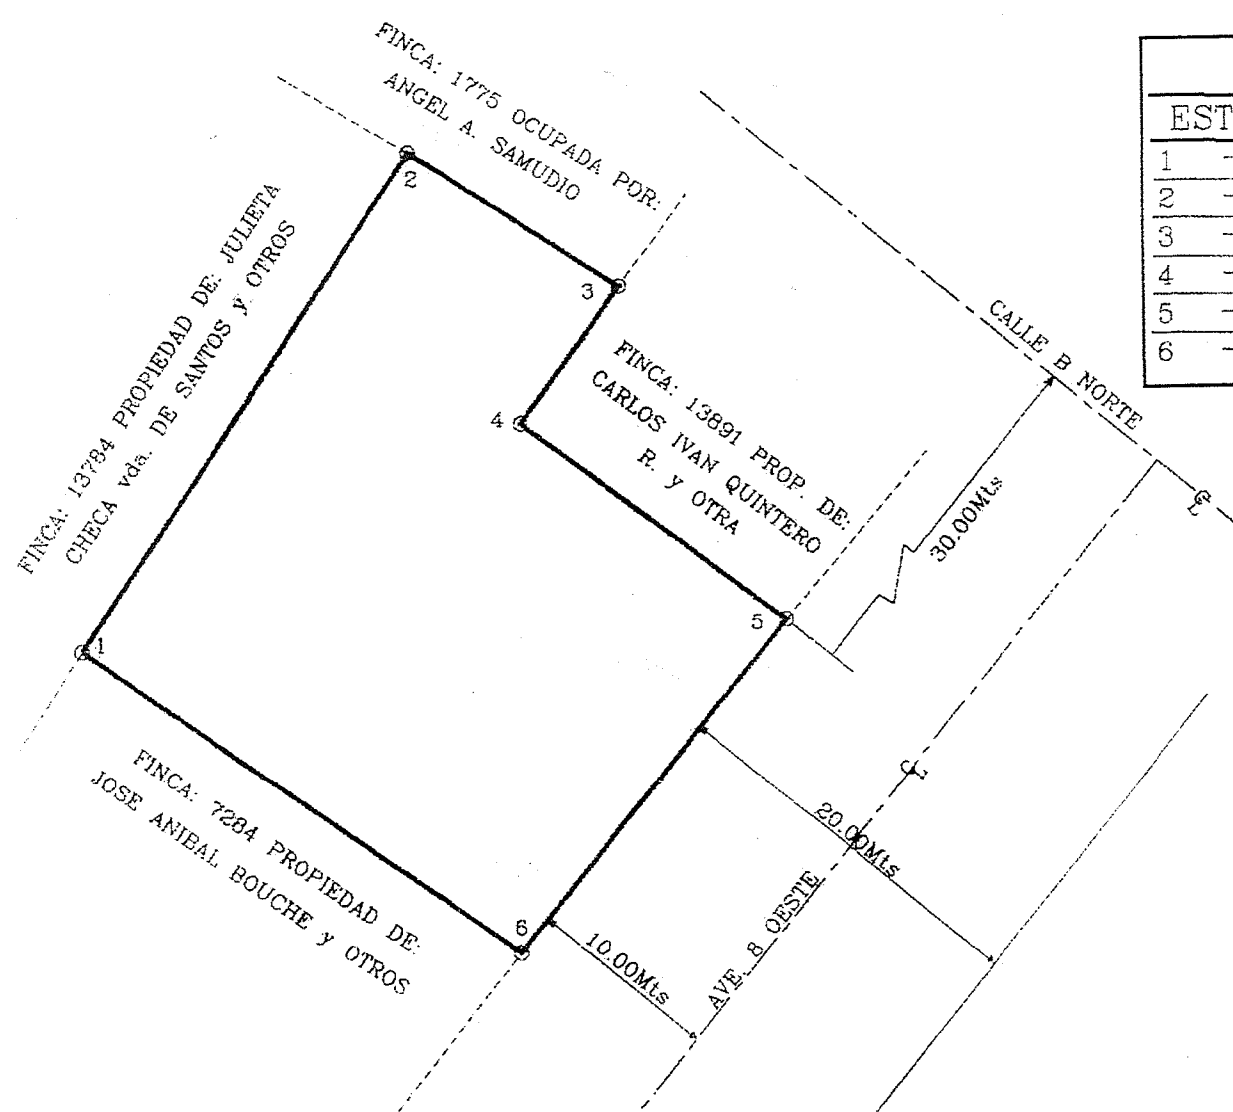 FINCA: 1775 OCUPADA POR:
ANGEL A. SAMUDIO
EST
1 -
2 -
3 -
4 -
5 -
6 -
2
3
FINCA: 13784 PROPIEDAD DE: JULIETA
CHECA vda. DE SANTOS y OTROS
CALLE B NORTE
FINCA: 13891 PROP. DE:
CARLOS IVAN QUINTERO
R. y OTRA
4
30.00Mts
CL
5
1
FINCA: 7284 PROPIEDAD DE:
JOSE ANIBAL BOUCHE y OTROS
CL
20.00Mts
6
10.00Mts
AVE. 8 OESTE